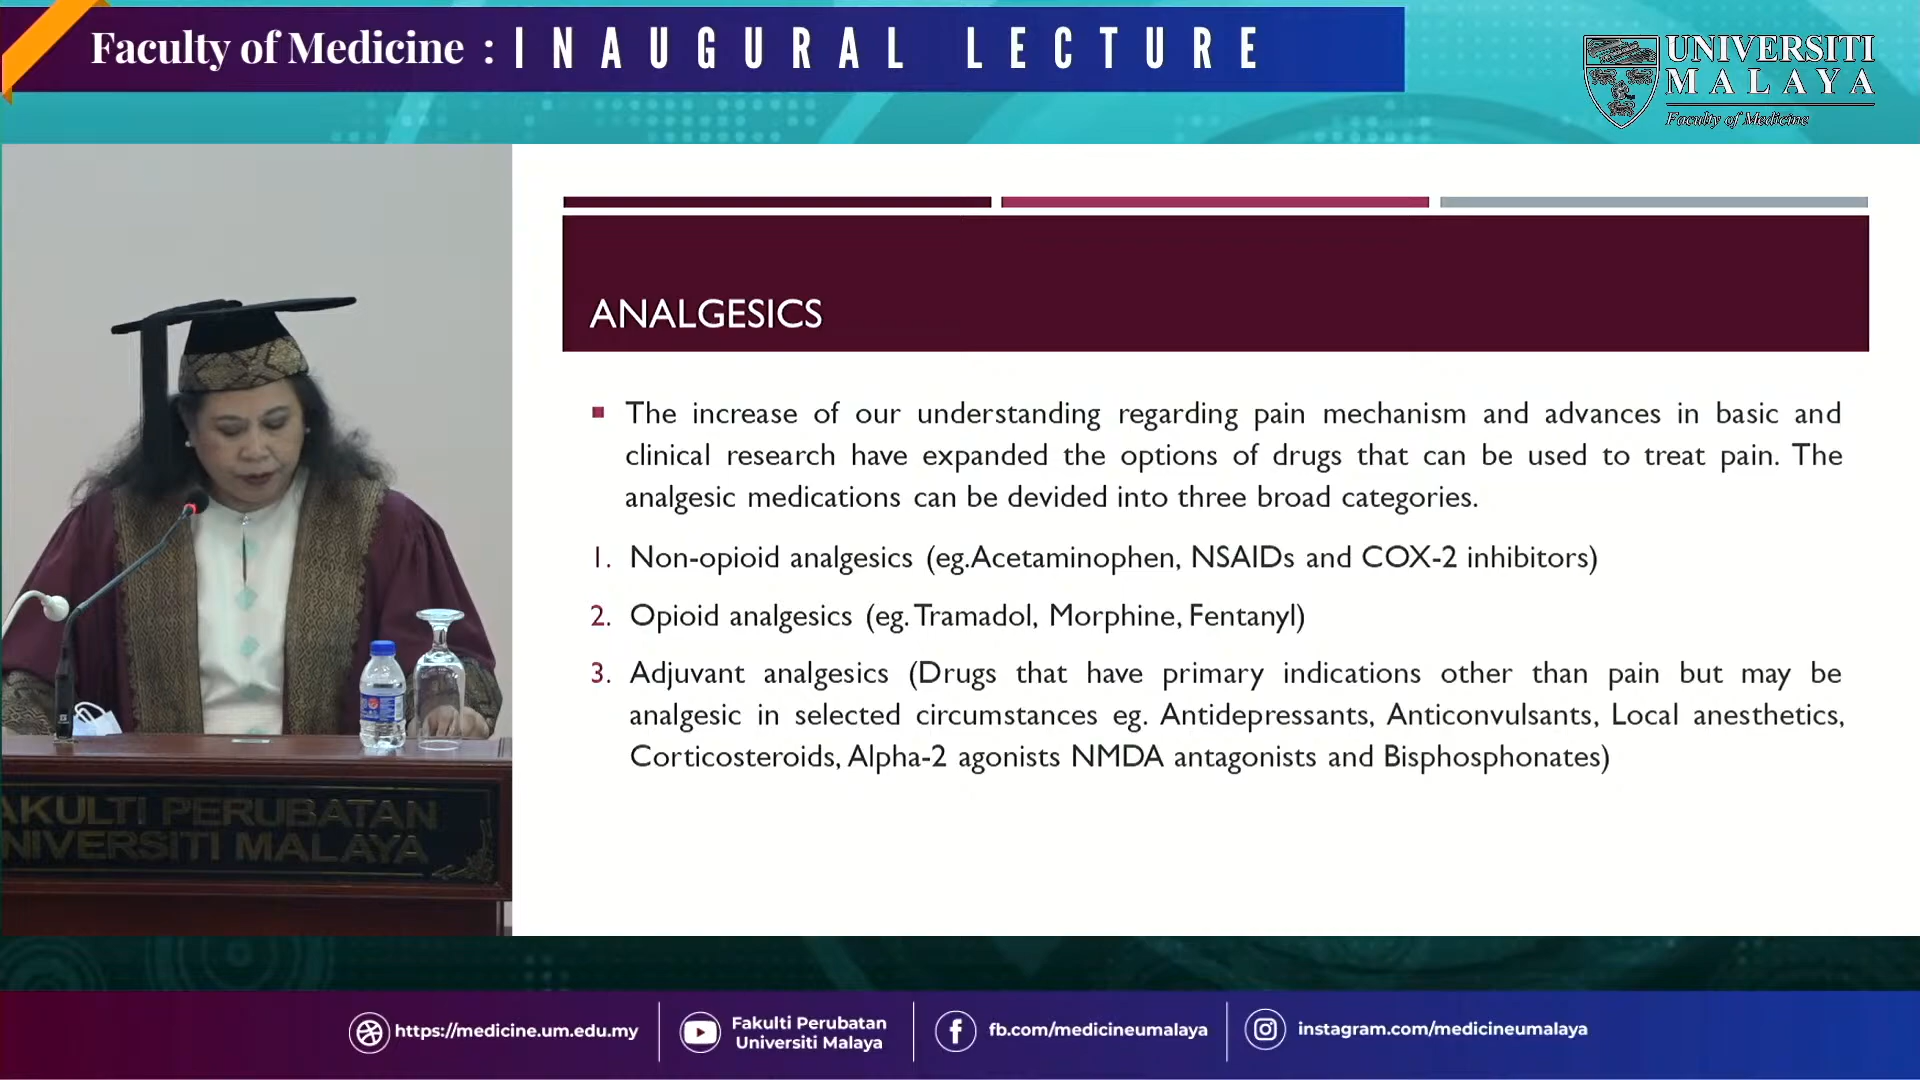 Faculty of Medicine : INAUGURAL LECTURE
UNIVERSITI
MALAYA
Faculty of Medicine
ANALGESICS
▪ The increase of our understanding regarding pain mechanism and advances in basic and
clinical research have expanded the options of drugs that can be used to treat pain. The
analgesic medications can be devided into three broad categories.
1. Non-opioid analgesics (eg.Acetaminophen, NSAIDs and COX-2 inhibitors)
2. Opioid analgesics (eg. Tramadol, Morphine, Fentanyl)
3. Adjuvant analgesics (Drugs that have primary indications other than pain but may be
analgesic in selected circumstances eg. Antidepressants, Anticonvulsants, Local anesthetics,
Corticosteroids, Alpha-2 agonists NMDA antagonists and Bisphosphonates)
AKULTI PERUBATAN
NIVERSITI MALAYA
https://medicine.um.edu.my
Fakulti Perubatan
Universiti Malaya
fb.com/medicineumalaya
instagram.com/medicineumalaya